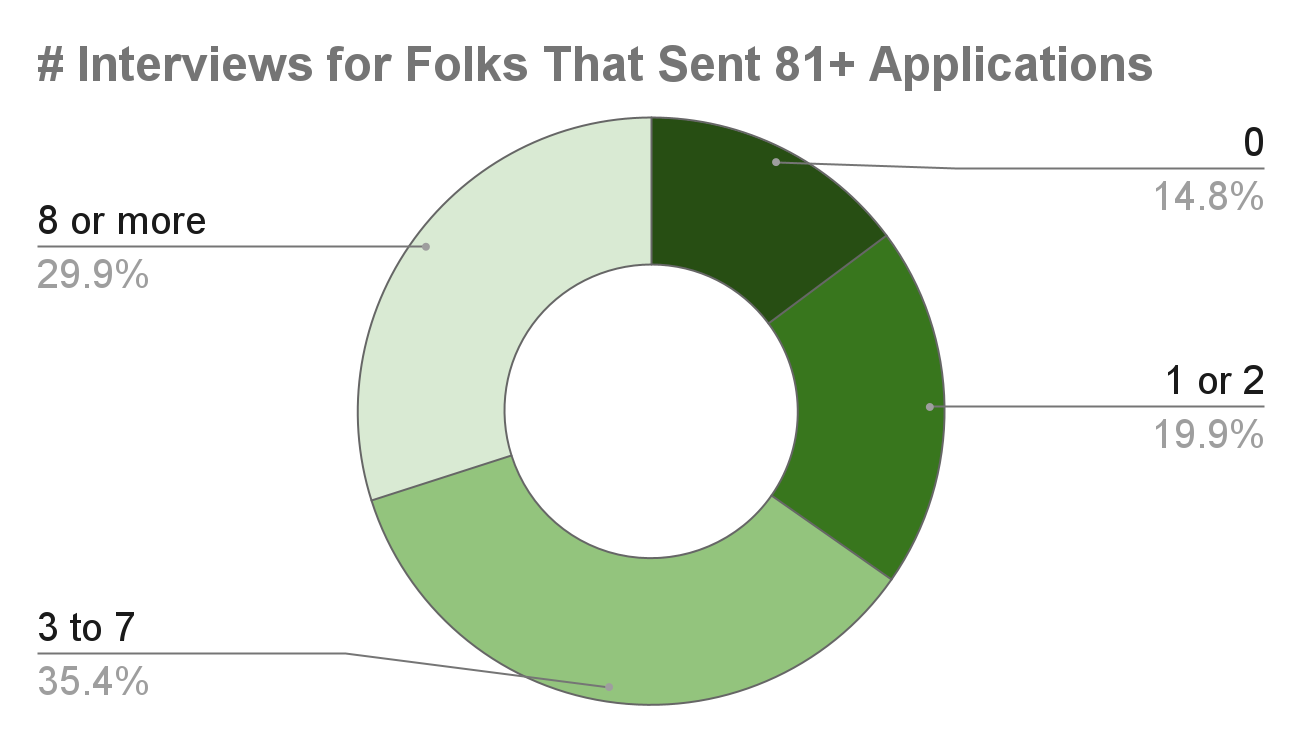 # Interviews for Folks That Sent 81+ Applications
0
14.8%
8 or more
29.9%
1 or 2
19.9%
3 to 7
35.4%